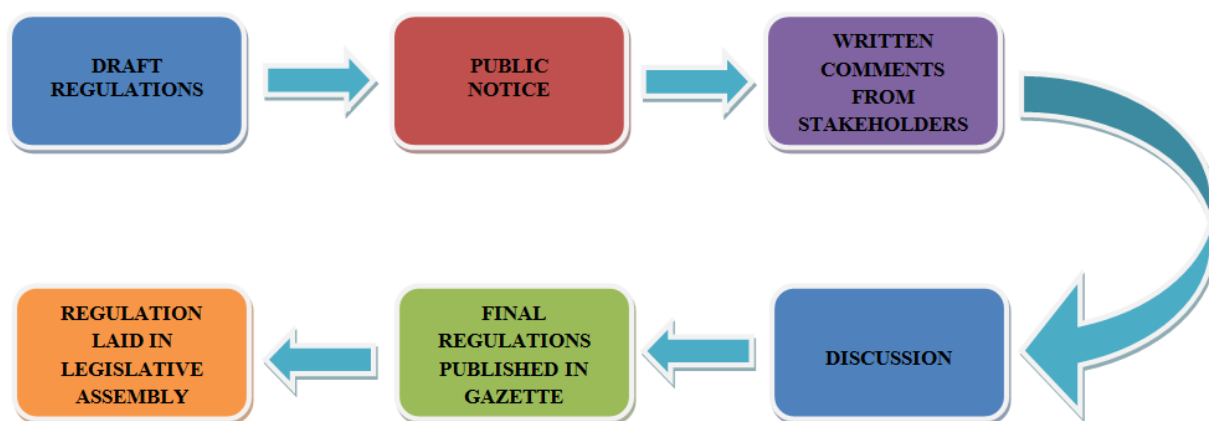 DRAFT
REGULATIONS
PUBLIC
NOTICE
WRITTEN
COMMENTS
FROM
STAKEHOLDERS
DISCUSSION
FINAL
REGULATIONS
PUBLISHED IN
GAZETTE
REGULATION
LAID IN
LEGISLATIVE
ASSEMBLY